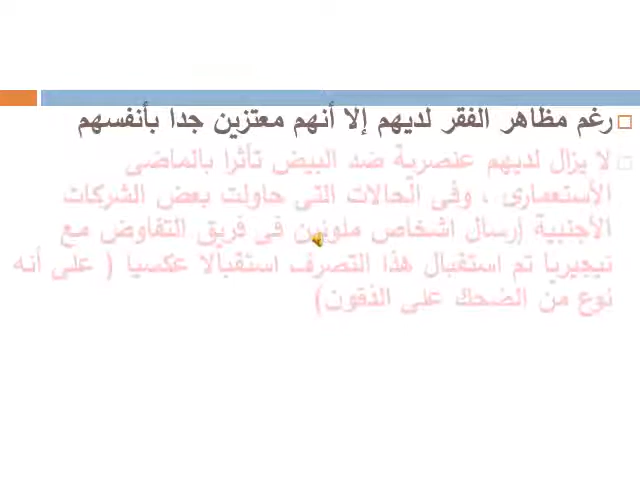 رغم مظاهر الفقر لديهم إلا أنهم معتزين جدا بأنفسهم
لا يزال لديهم عنصرية ضد البيض تأثرا بالماضى
الأستعمارى ، وفى الحالات التى حاولت بعض الشركات
الأجنبية إرسال اشخاص ملونين فى فريق التفاوض مع
نيجيريا تم استقبال هذا التصرف استقبالا عكسيا ( على أنه
نوع من الضحك على الذقون)